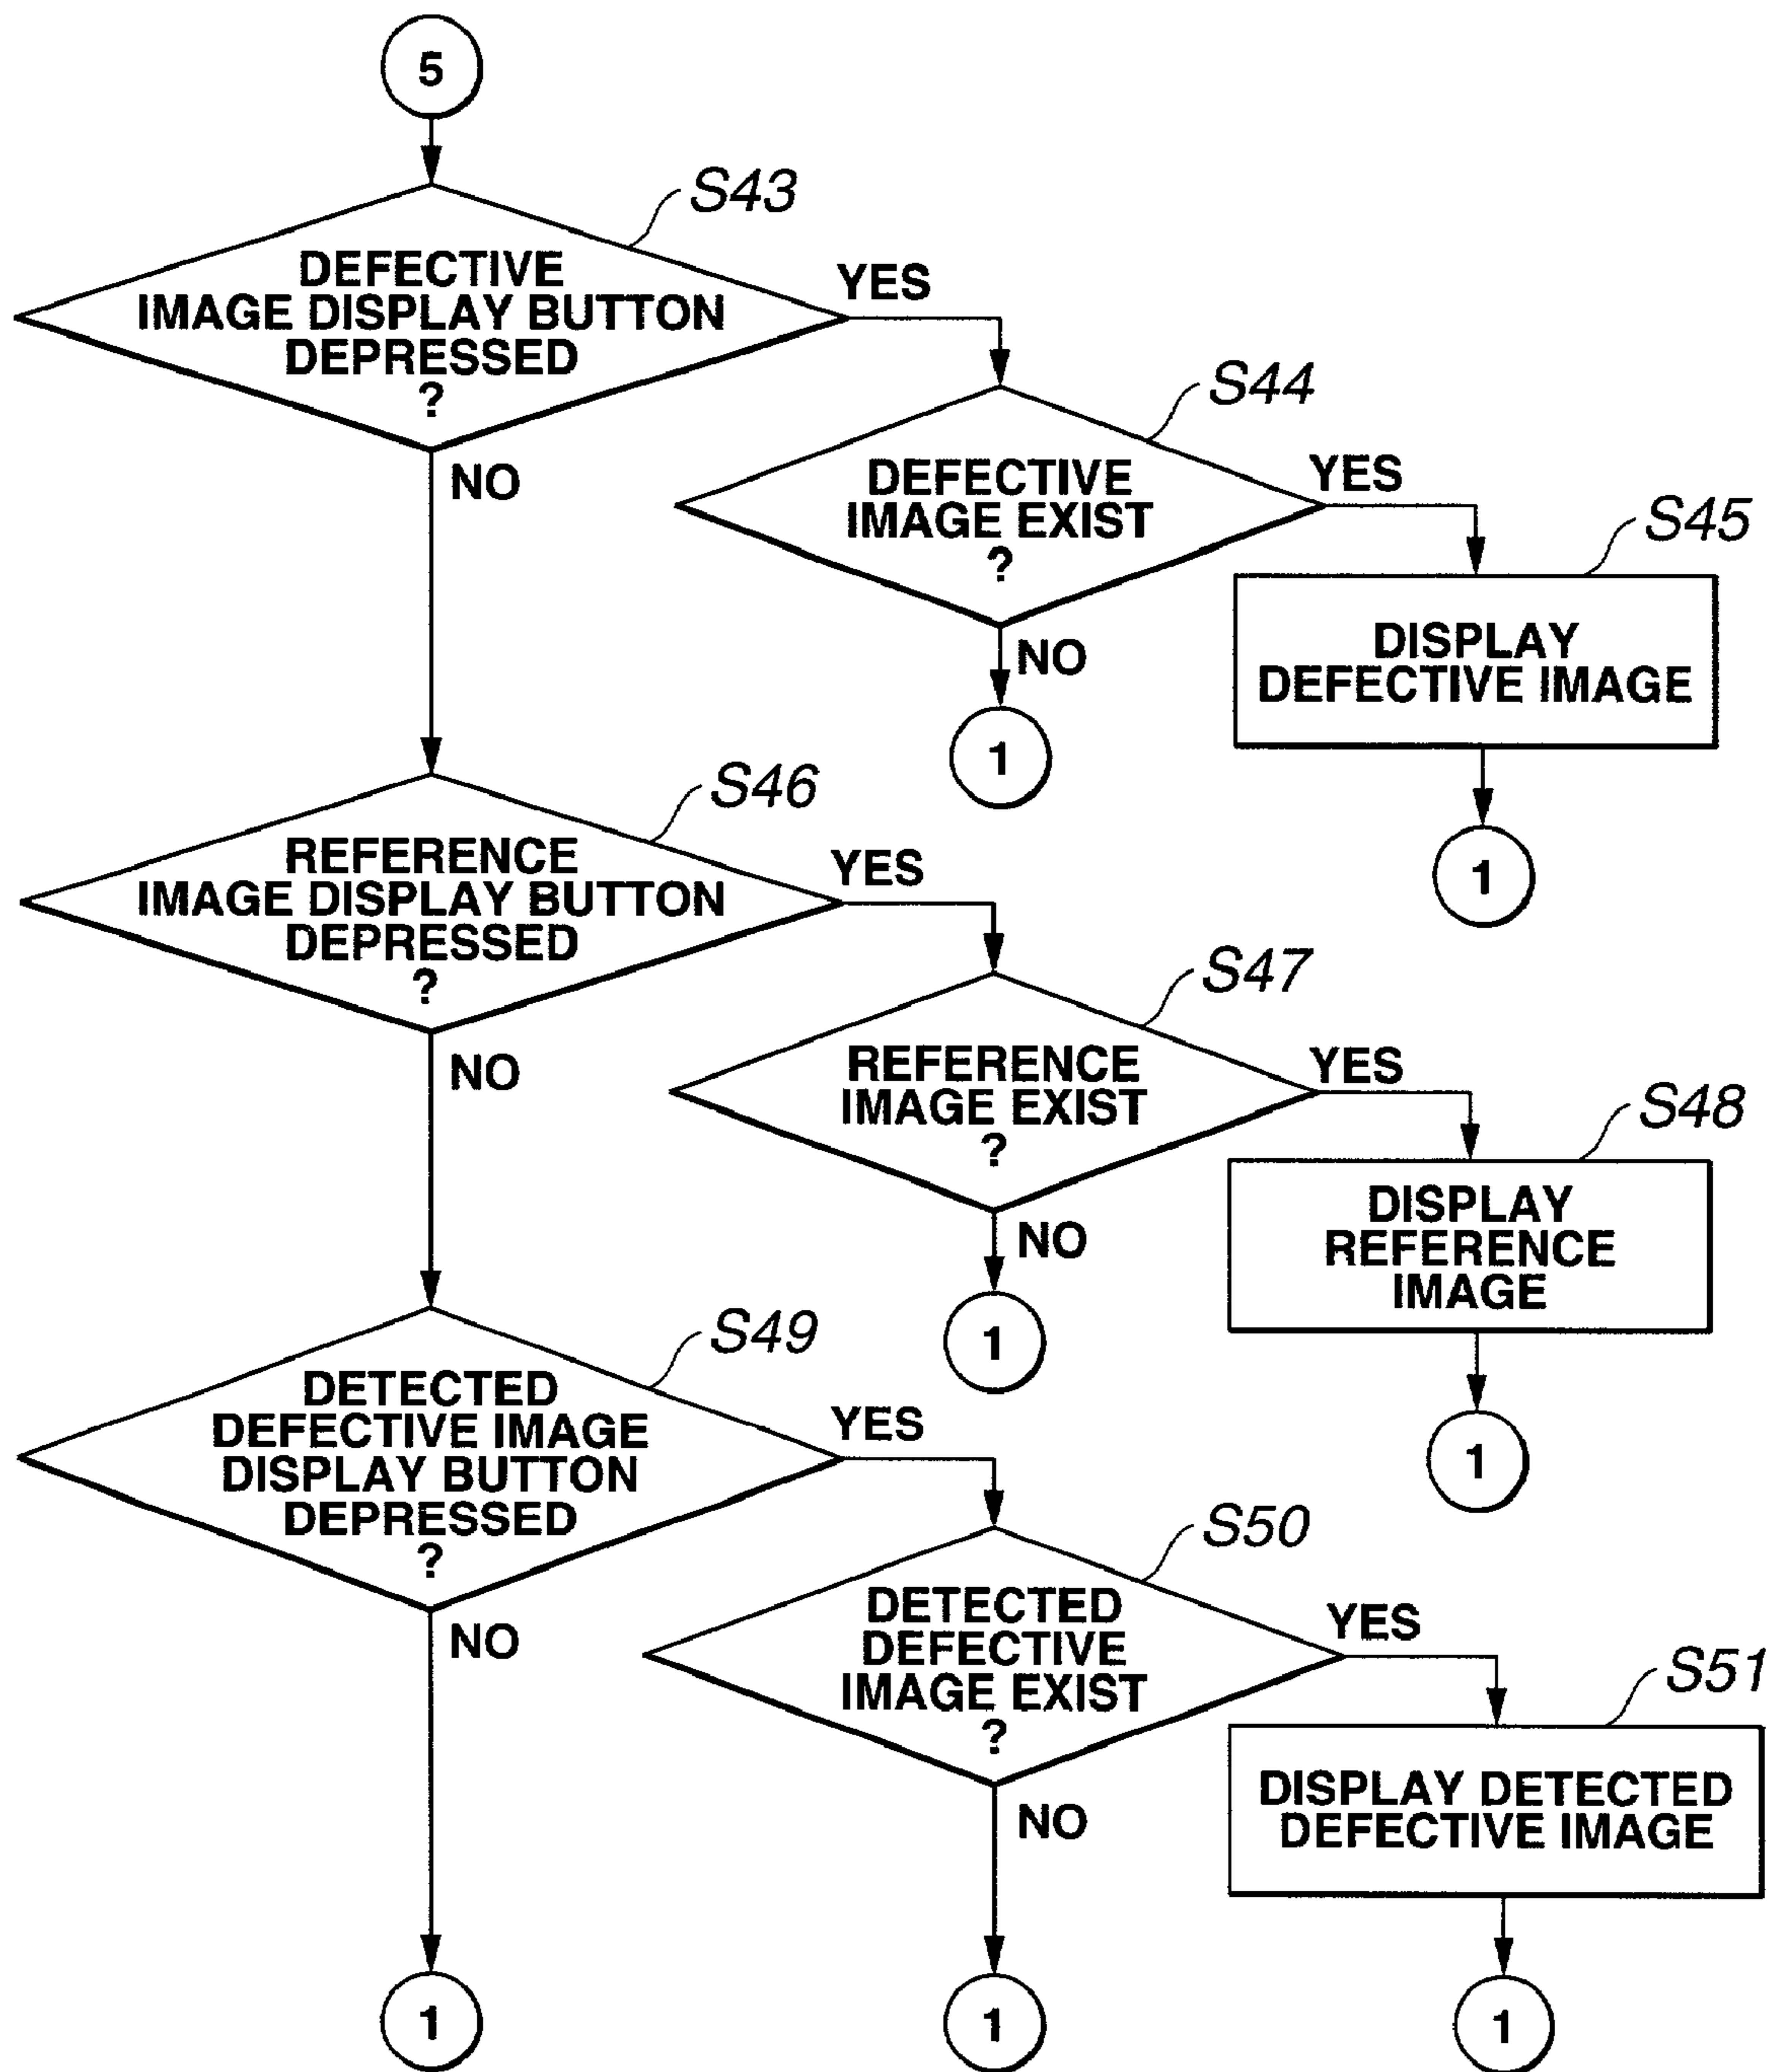 5
S43
DEFECTIVE
IMAGE DISPLAY BUTTON
DEPRESSED
?
YES
NO
S44
DEFECTIVE
IMAGE EXIST
?
YES
NO
1
S45
DISPLAY
DEFECTIVE IMAGE
1
S46
REFERENCE
IMAGE DISPLAY BUTTON
DEPRESSED
?
YES
NO
S47
REFERENCE
IMAGE EXIST
?
YES
NO
1
S48
DISPLAY
REFERENCE
IMAGE
1
S49
DETECTED
DEFECTIVE IMAGE
DISPLAY BUTTON
DEPRESSED
?
YES
NO
1
S50
DETECTED
DEFECTIVE
IMAGE EXIST
?
YES
NO
1
S51
DISPLAY DETECTED
DEFECTIVE IMAGE
1